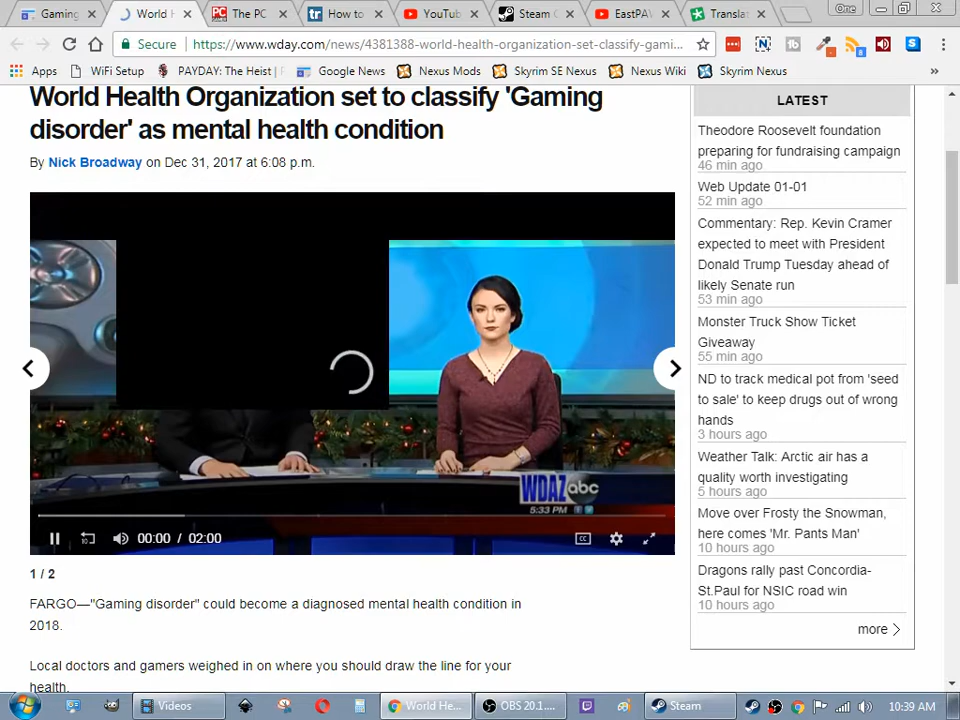 Gaming
World H
The PC
How to
YouTub
Steam C
EastPAY
Translat
One
Secure
https://www.wday.com/news/4381388-world-health-organization-set-classify-gami...
Apps
WiFi Setup
PAYDAY: The Heist |
Google News
Nexus Mods
Skyrim SE Nexus
Nexus Wiki
Skyrim Nexus
»
World Health Organization set to classify 'Gaming
disorder' as mental health condition
By Nick Broadway on Dec 31, 2017 at 6:08 p.m.
WDAZ abc
5:33 PM
10
00:00 / 02:00
CC
1 / 2
FARGO—"Gaming disorder" could become a diagnosed mental health condition in
2018.
Local doctors and gamers weighed in on where you should draw the line for your
health.
LATEST
Theodore Roosevelt foundation
preparing for fundraising campaign
46 min ago
Web Update 01-01
52 min ago
Commentary: Rep. Kevin Cramer
expected to meet with President
Donald Trump Tuesday ahead of
likely Senate run
53 min ago
Monster Truck Show Ticket
Giveaway
55 min ago
ND to track medical pot from 'seed
to sale' to keep drugs out of wrong
hands
3 hours ago
Weather Talk: Arctic air has a
quality worth investigating
5 hours ago
Move over Frosty the Snowman,
here comes 'Mr. Pants Man'
10 hours ago
Dragons rally past Concordia-
St.Paul for NSIC road win
10 hours ago
more
Videos
World He...
OBS 20.1....
Steam
10:39 AM